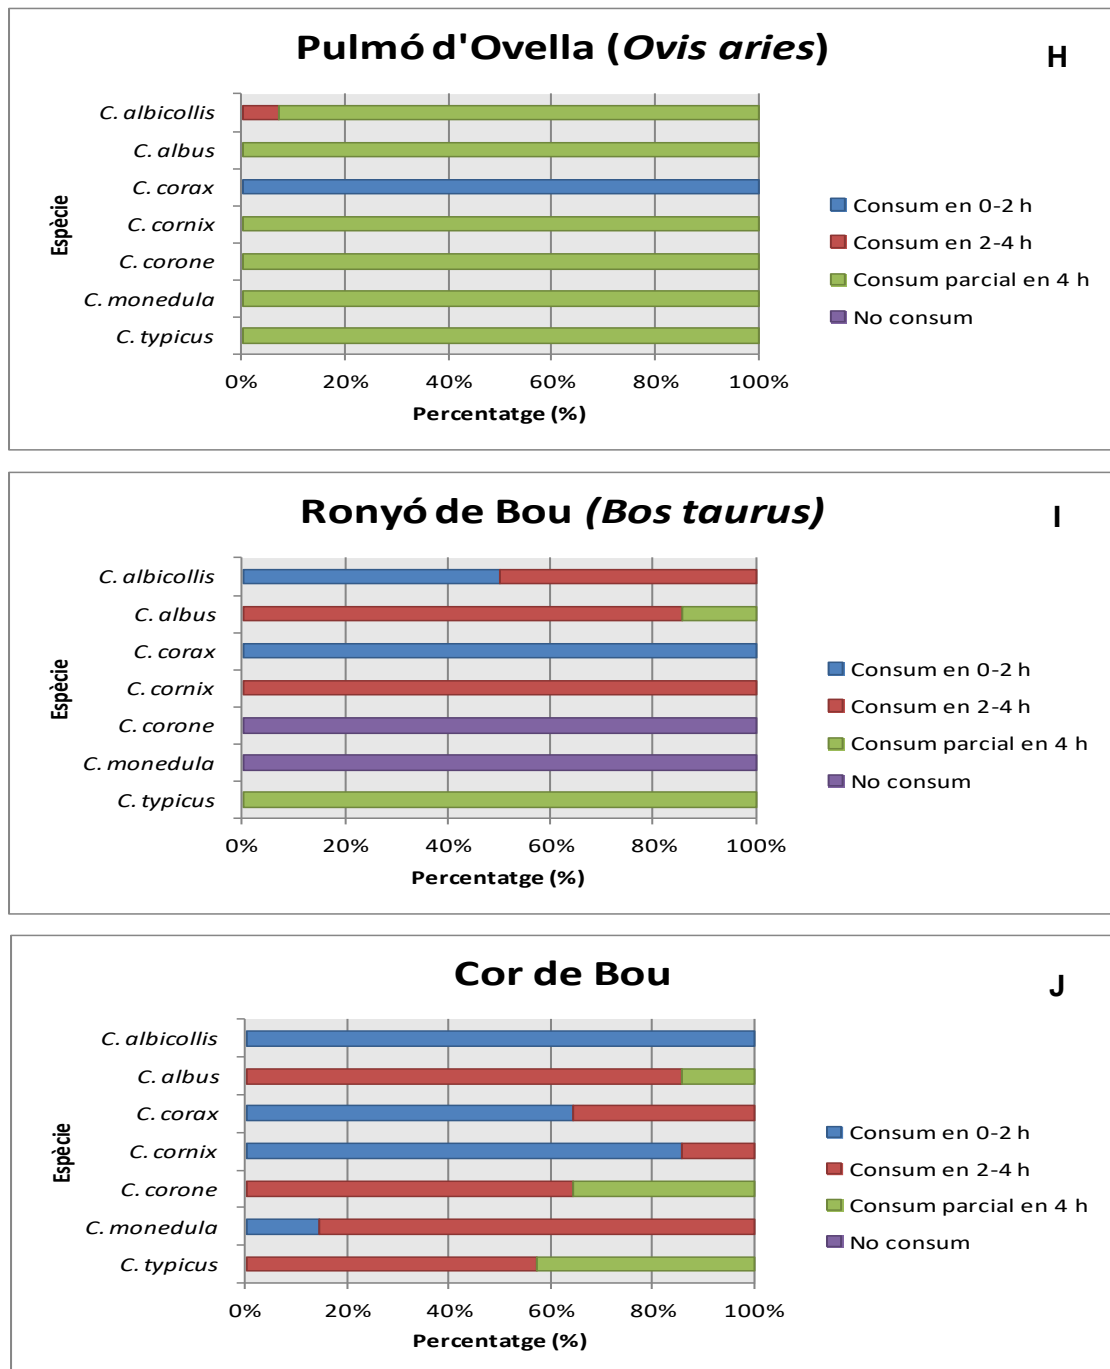 Pulmó d'Ovella (Ovis aries)
H
C. albicollis
C. albus
C. corax
C. cornix
C. corone
C. monedula
C. typicus
Espècie
0% 20% 40% 60% 80% 100%
Percentatge (%)
Consum en 0-2 h
Consum en 2-4 h
Consum parcial en 4 h
No consum
Ronyó de Bou (Bos taurus)
I
C. albicollis
C. albus
C. corax
C. cornix
C. corone
C. monedula
C. typicus
Espècie
0% 20% 40% 60% 80% 100%
Percentatge (%)
Consum en 0-2 h
Consum en 2-4 h
Consum parcial en 4 h
No consum
Cor de Bou
J
C. albicollis
C. albus
C. corax
C. cornix
C. corone
C. monedula
C. typicus
Espècie
0% 20% 40% 60% 80% 100%
Percentatge (%)
Consum en 0-2 h
Consum en 2-4 h
Consum parcial en 4 h
No consum